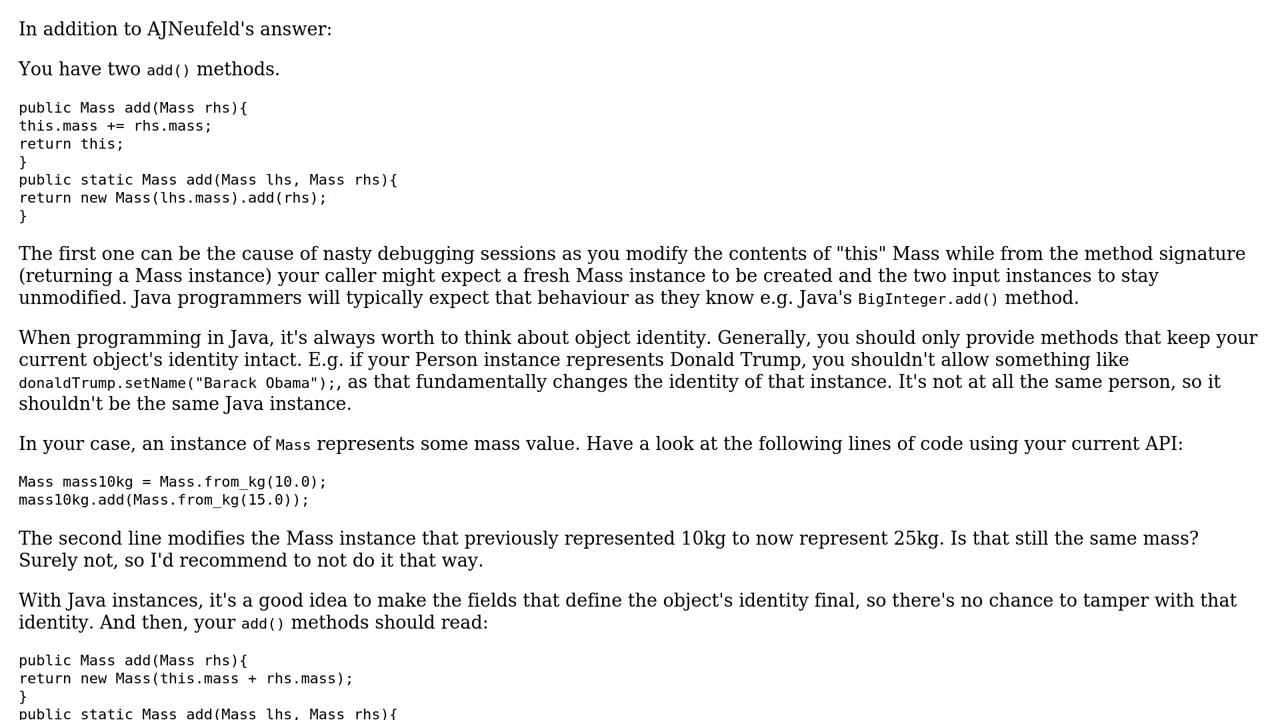 In addition to AJNeufeld's answer:
You have two add() methods.
public Mass add(Mass rhs){
this.mass += rhs.mass;
return this;
}
public static Mass add(Mass lhs, Mass rhs){
return new Mass(lhs.mass).add(rhs);
}
The first one can be the cause of nasty debugging sessions as you modify the contents of "this" Mass while from the method signature
(returning a Mass instance) your caller might expect a fresh Mass instance to be created and the two input instances to stay
unmodified. Java programmers will typically expect that behaviour as they know e.g. Java's BigInteger.add() method.
When programming in Java, it's always worth to think about object identity. Generally, you should only provide methods that keep your
current object's identity intact. E.g. if your Person instance represents Donald Trump, you shouldn't allow something like
donaldTrump.setName("Barack Obama");, as that fundamentally changes the identity of that instance. It's not at all the same person, so it
shouldn't be the same Java instance.
In your case, an instance of Mass represents some mass value. Have a look at the following lines of code using your current API:
Mass mass10kg = Mass.from_kg(10.0);
mass10kg.add(Mass.from_kg(15.0));
The second line modifies the Mass instance that previously represented 10kg to now represent 25kg. Is that still the same mass?
Surely not, so I'd recommend to not do it that way.
With Java instances, it's a good idea to make the fields that define the object's identity final, so there's no chance to tamper with that
identity. And then, your add() methods should read:
public Mass add(Mass rhs){
return new Mass(this.mass + rhs.mass);
}
public static Mass add(Mass lhs, Mass rhs){